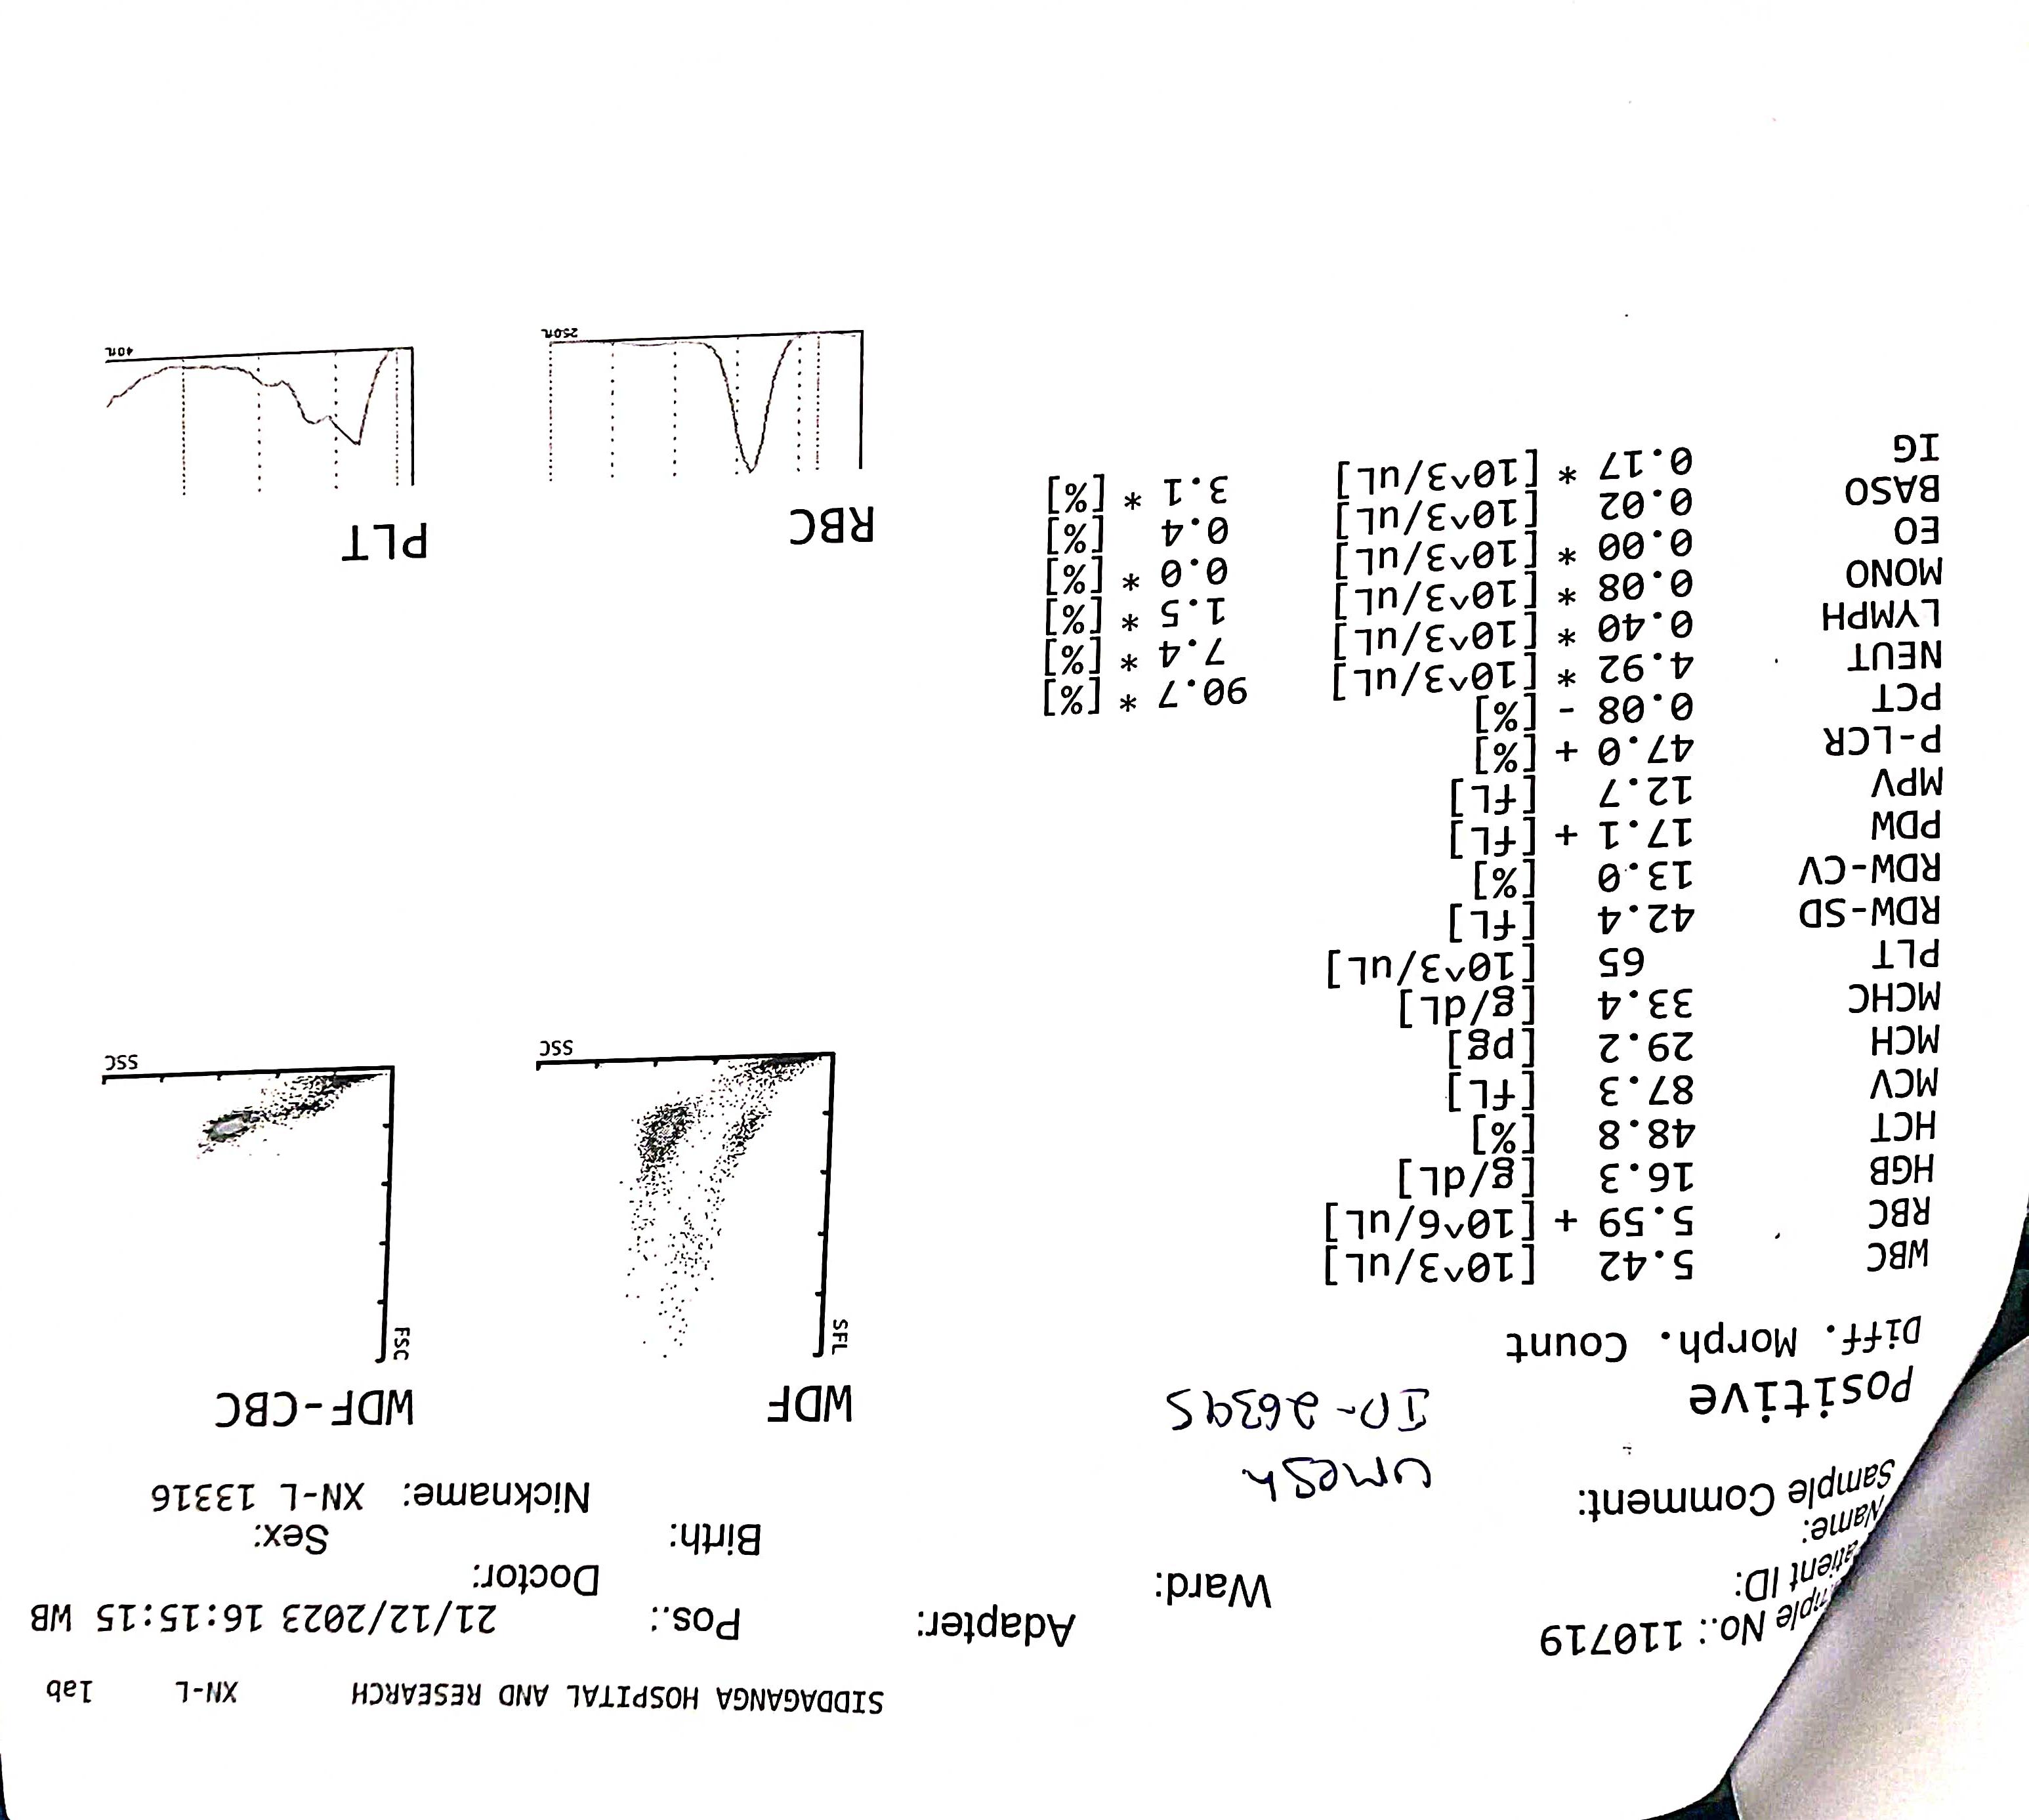 SIDDAGANGA HOSPITAL AND RESEARCH XN-L lab
No.: 110719 Adapter: Pos.: 21/12/2023 16:15:15 WB
ID: Ward: Doctor:
Name: Birth: Sex:
Sample Comment: Nickname: XN-L 13316
Umesh
ID- 26395
Positive
Diff. Morph. Count
WDF WDF-CBC
SFL FSC
SSC SSC
WBC 5.42 [10^3/uL]
RBC 5.59 + [10^6/uL]
HGB 16.3 [g/dL]
HCT 48.8 [%]
MCV 87.3 [fL]
MCH 29.2 [pg]
MCHC 33.4 [g/dL]
PLT 65 [10^3/uL]
RDW-SD 42.4 [fL]
RDW-CV 13.0 [%]
PDW 17.1 + [fL]
MPV 12.7 [fL]
P-LCR 47.0 + [%]
PCT 0.08 - [%]
NEUT 4.92 * [10^3/uL] 90.7 * [%]
LYMPH 0.40 * [10^3/uL] 7.4 * [%]
MONO 0.08 * [10^3/uL] 1.5 * [%]
EO 0.00 * [10^3/uL] 0.0 * [%]
BASO 0.02 [10^3/uL] 0.4 [%]
IG 0.17 * [10^3/uL] 3.1 * [%]
RBC PLT
250fL 40fL